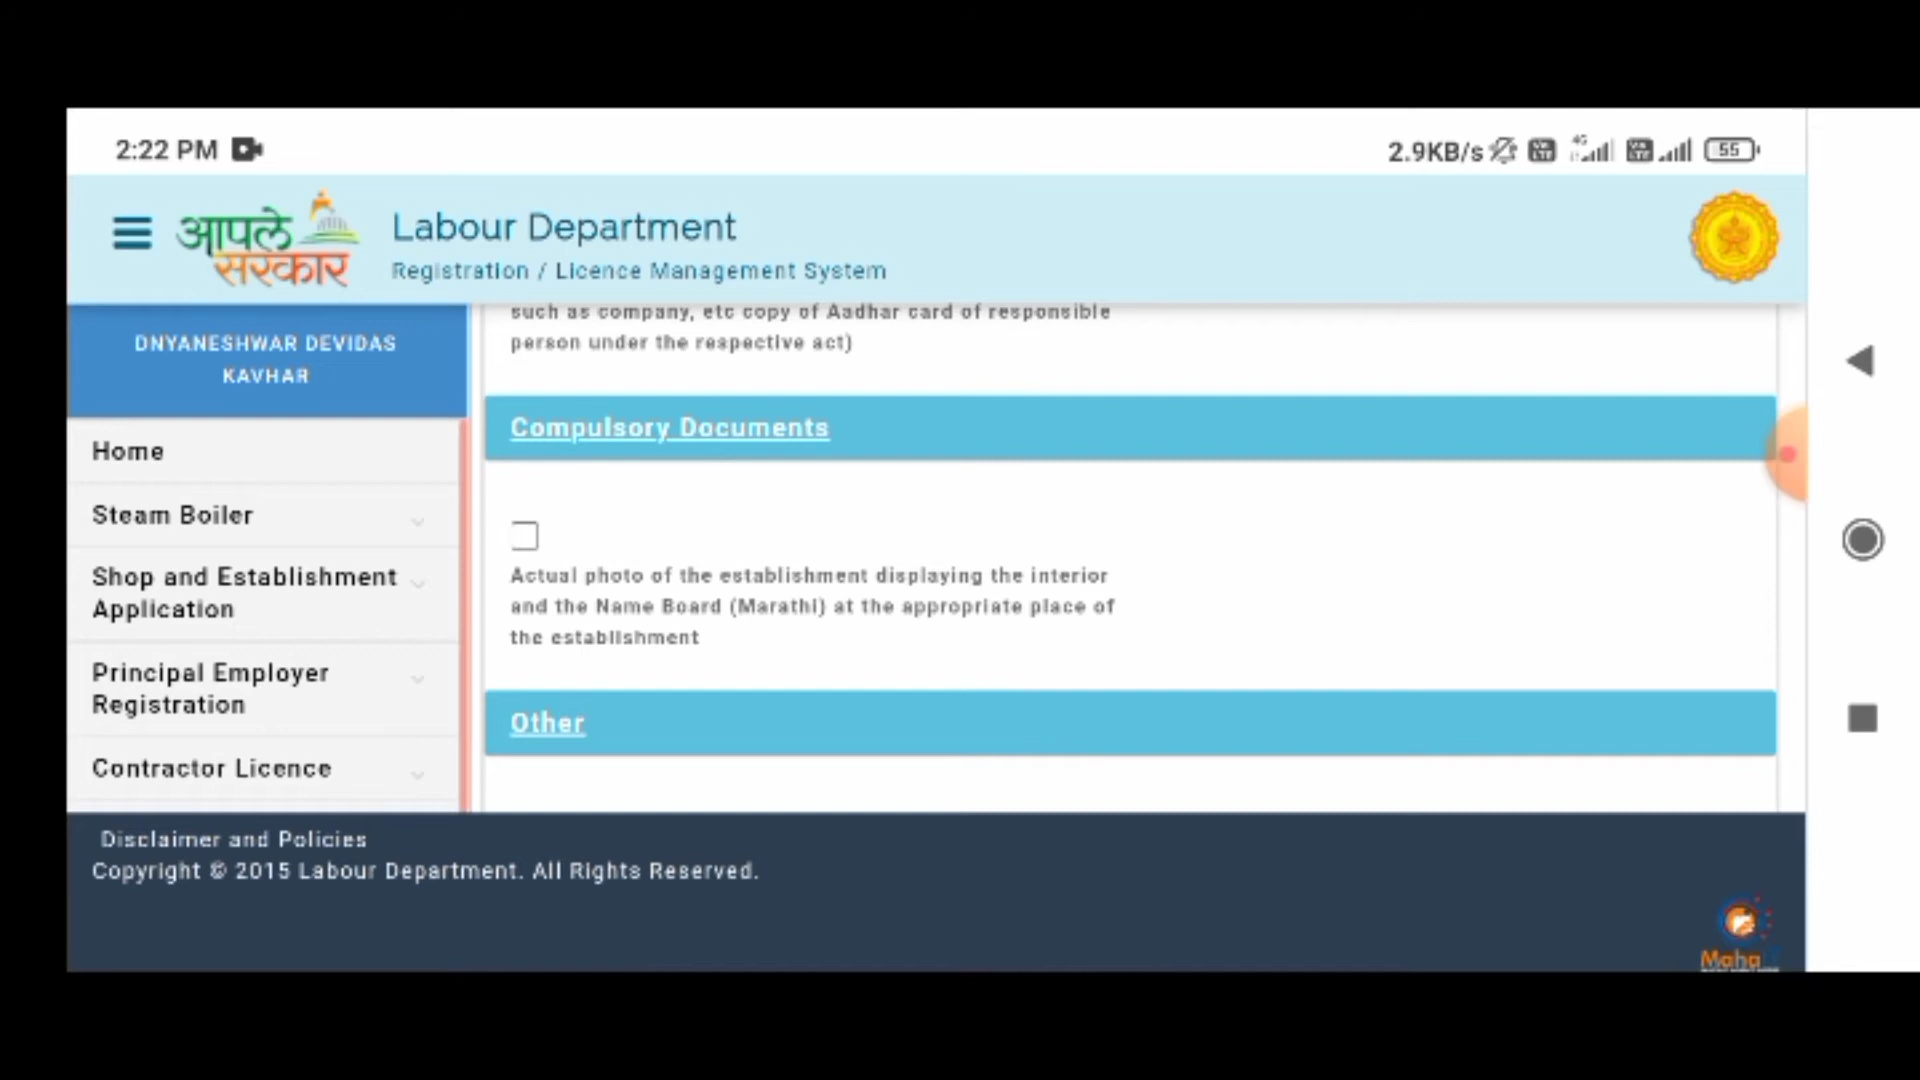 2:22 PM
2.9KB/s
4G
55
आपले
सरकार
Labour Department
Registration / Licence Management System
DNYANESHWAR DEVIDAS
KAVHAR
Home
Steam Boiler
Shop and Establishment
Application
Principal Employer
Registration
Contractor Licence
such as company, etc copy of Aadhar card of responsible
person under the respective act)
Compulsory Documents
Actual photo of the establishment displaying the interior
and the Name Board (Marathi) at the appropriate place of
the establishment
Other
Disclaimer and Policies
Copyright © 2015 Labour Department. All Rights Reserved.
Maha